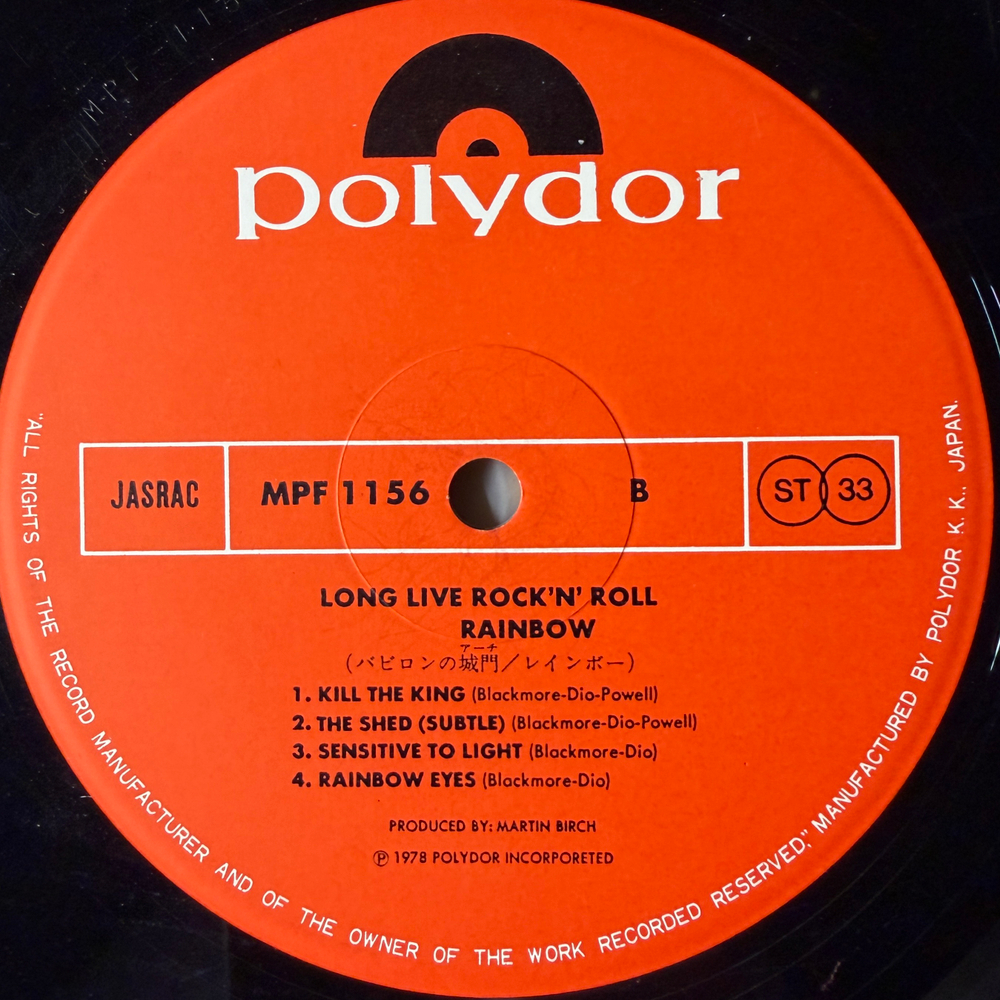 polydor
JASRAC MPF 1156 B ST 33
LONG LIVE ROCK'N' ROLL
RAINBOW
アーチ
(バビロンの城門/レインボー)
1. KILL THE KING (Blackmore-Dio-Powell)
2. THE SHED (SUBTLE) (Blackmore-Dio-Powell)
3. SENSITIVE TO LIGHT (Blackmore-Dio)
4. RAINBOW EYES (Blackmore-Dio)
PRODUCED BY: MARTIN BIRCH
Ⓟ 1978 POLYDOR INCORPORETED
"ALL RIGHTS OF THE RECORD MANUFACTURER AND OF THE OWNER OF THE WORK RECORDED RESERVED," MANUFACTURED BY POLYDOR K.K., JAPAN.